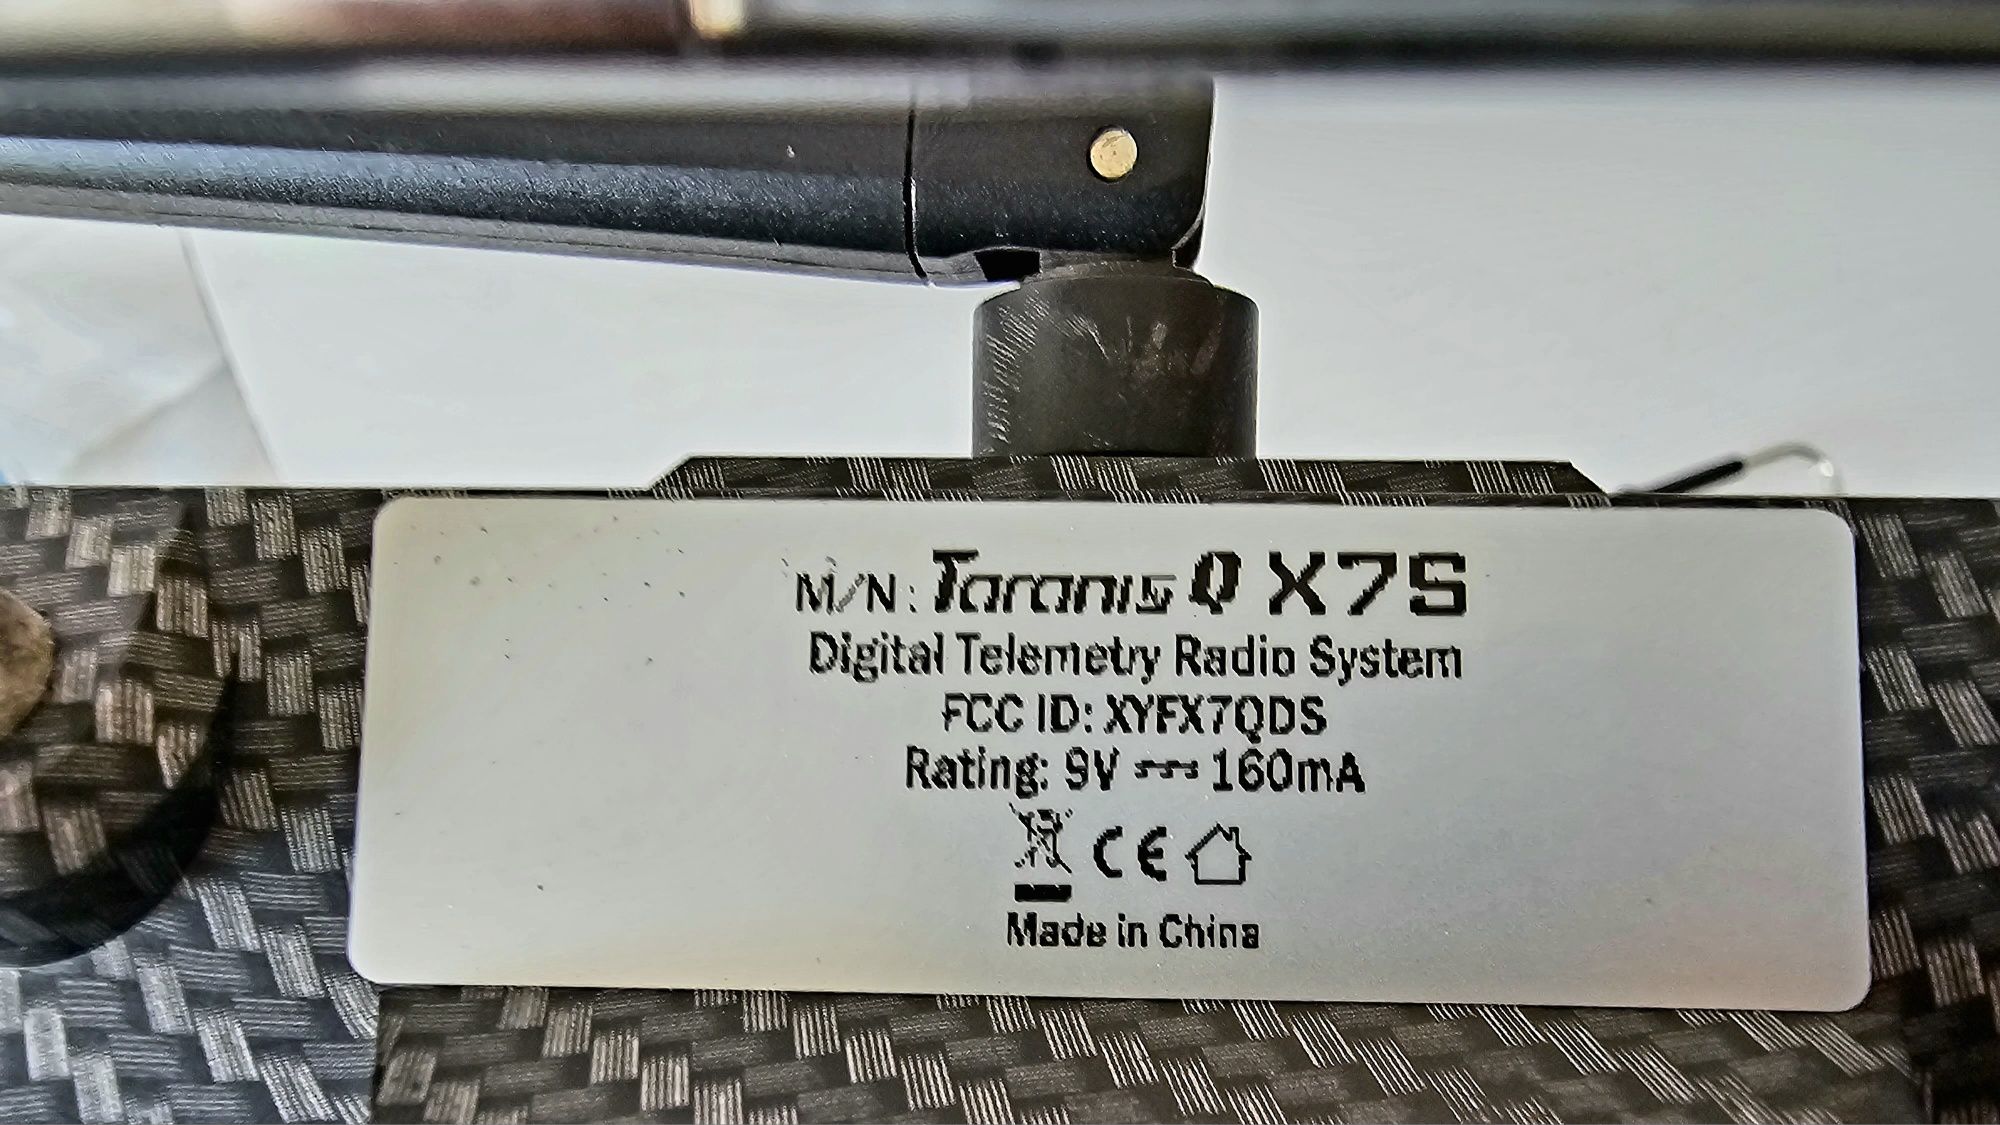 M/N: Taranis Q X7S
Digital Telemetry Radio System
FCC ID: XYFX7QDS
Rating: 9V ⎓ 160mA
CE
Made in China